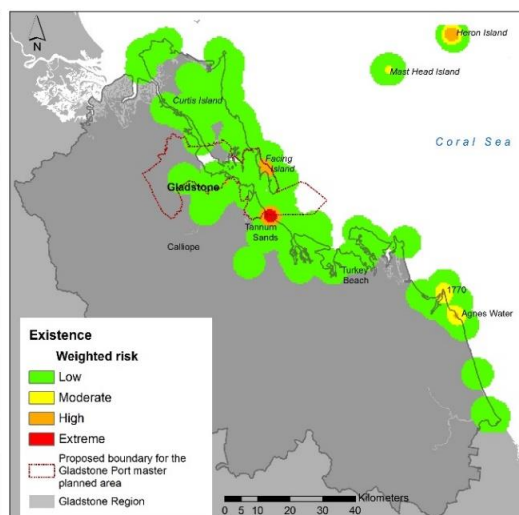 N
Heron Island
Mast Head Island
Curtis Island
Coral Sea
Facing
Island
Gladstone
Tannum
Sands
Calliope
Turkey
Beach
1770
Agnes Water
Existence
Weighted risk
Low
Moderate
High
Extreme
Proposed boundary for the
Gladstone Port master
planned area
Gladstone Region
Kilometers
0 5 10 20 30 40